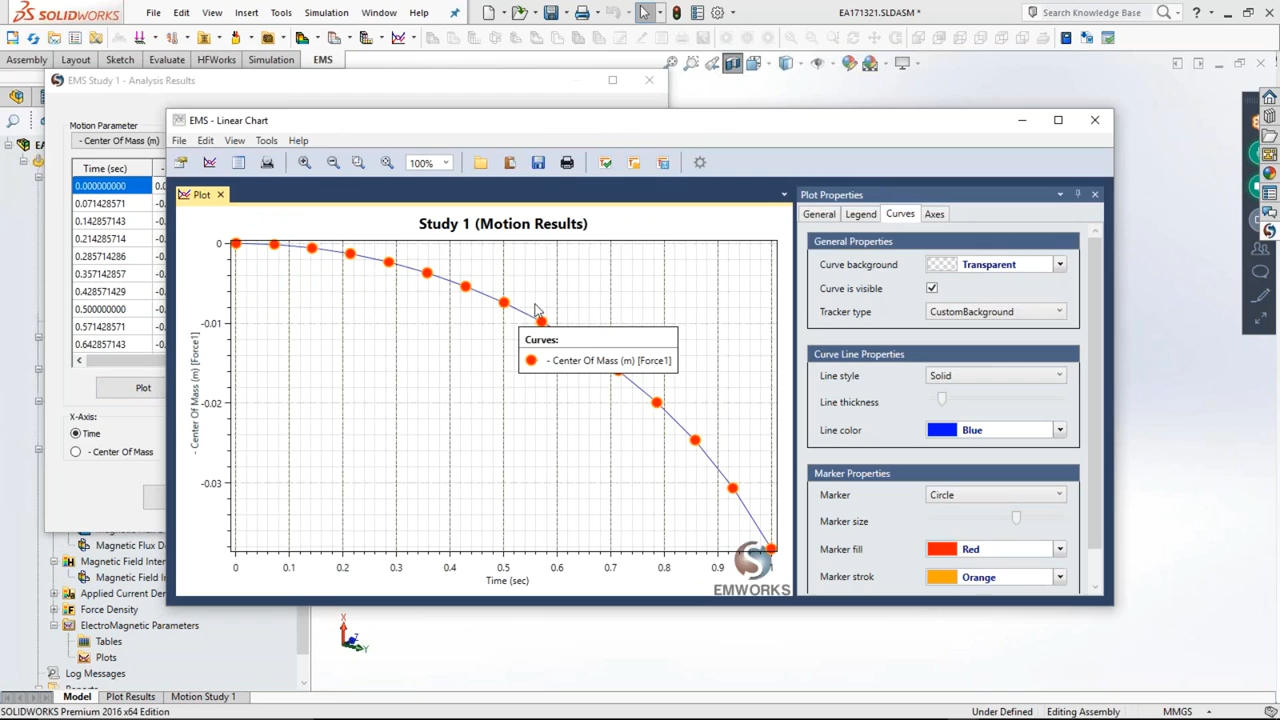 SOLIDWORKS
File Edit View Insert Tools Simulation Window Help
EA171321.SLDASM *
Search Knowledge Base
Assembly Layout Sketch Evaluate HFWorks Simulation EMS
EMS Study 1 - Analysis Results
Motion Parameter
- Center Of Mass (m)
Time (sec)
0.000000000
0.071428571
0.142857143
0.214285714
0.285714286
0.357142857
0.428571429
0.500000000
0.571428571
0.642857143
Plot
X-Axis:
Time
- Center Of Mass
EMS - Linear Chart
File Edit View Tools Help
100%
Plot
Study 1 (Motion Results)
0
-0.01
-0.02
-0.03
- Center Of Mass (m) [Force1]
0 0.1 0.2 0.3 0.4 0.5 0.6 0.7 0.8 0.9 1
Time (sec)
Curves:
- Center Of Mass (m) [Force1]
EMWORKS
Plot Properties
General Legend Curves Axes
General Properties
Curve background Transparent
Curve is visible
Tracker type CustomBackground
Curve Line Properties
Line style Solid
Line thickness
Line color Blue
Marker Properties
Marker Circle
Marker size
Marker fill Red
Marker strok Orange
Magnetic Flux D
Magnetic Field Inten
Magnetic Field In
Applied Current Den
Force Density
ElectroMagnetic Parameters
Tables
Plots
Log Messages
X
Z
Y
Model Plot Results Motion Study 1
SOLIDWORKS Premium 2016 x64 Edition
Under Defined Editing Assembly MMGS